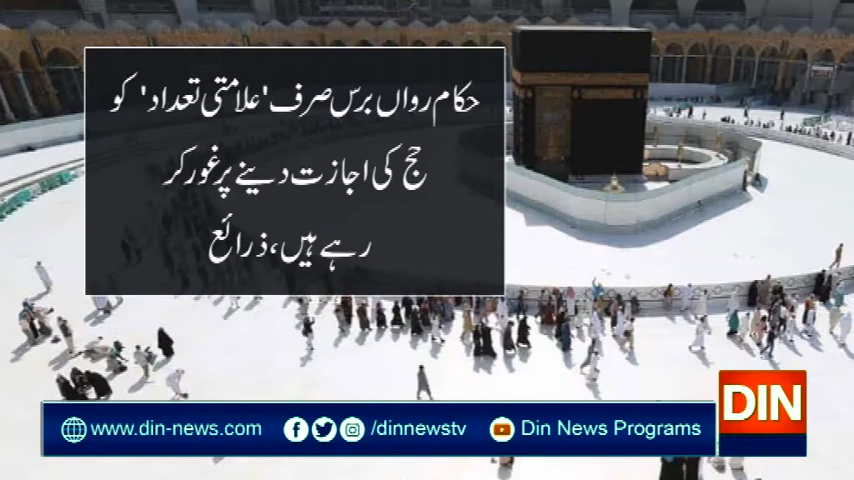 حکام رواں برس صرف 'علامتی تعداد' کو
حج کی اجازت دینے پر غور کر
رہے ہیں، ذرائع
DIN
www.din-news.com
/dinnewstv
Din News Programs